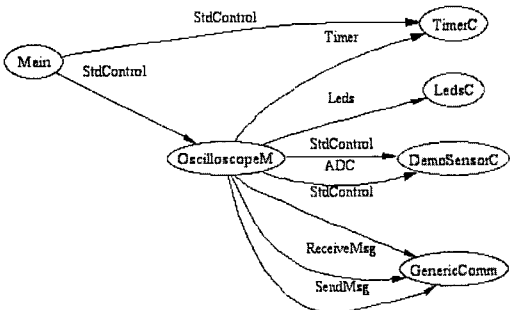 StdControl
TimerC
Timer
Main
StdControl
Leds
LedsC
StdControl
OscilloscopeM
ADC
DemoSensorC
StdControl
ReceiveMsg
GenericComm
SendMsg